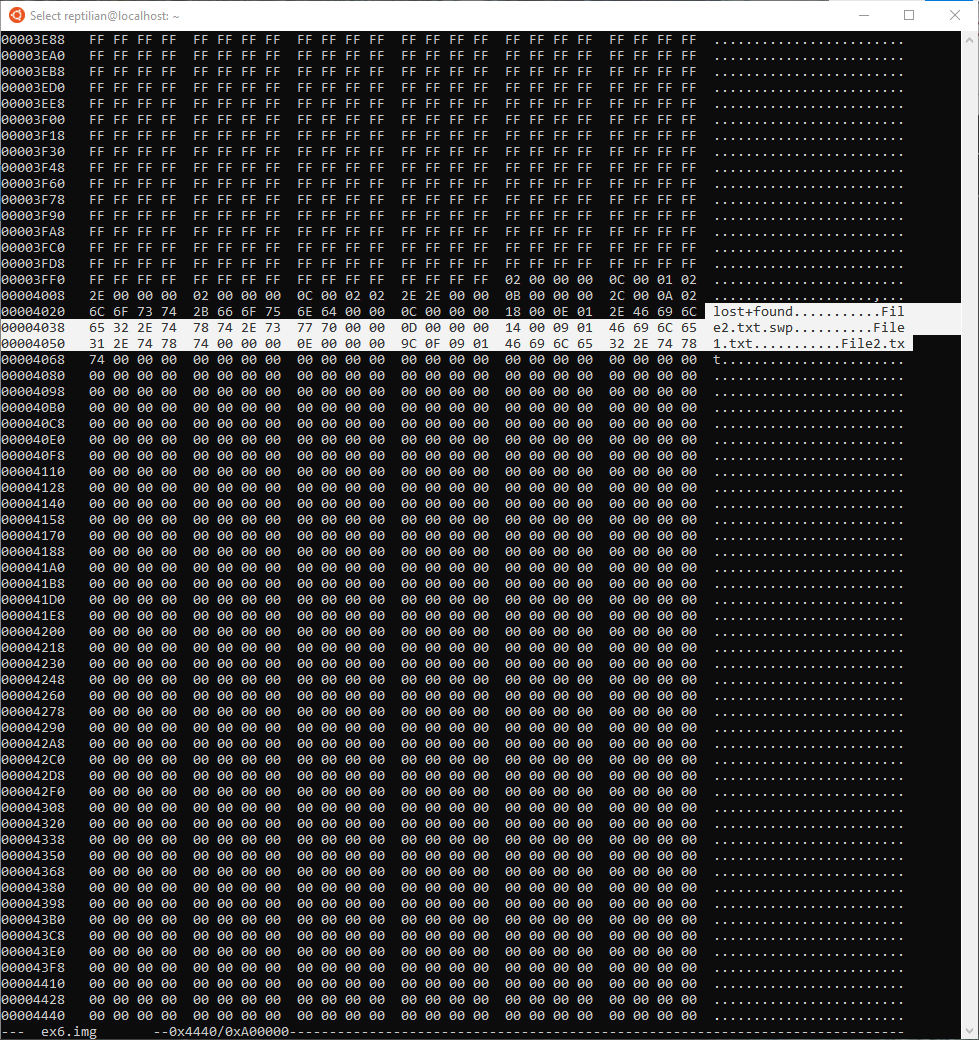 Select reptilian@localhost: ~
00003E88 FF FF FF FF FF FF FF FF FF FF FF FF FF FF FF FF FF FF FF FF FF FF FF FF ........................
00003EA0 FF FF FF FF FF FF FF FF FF FF FF FF FF FF FF FF FF FF FF FF FF FF FF FF ........................
00003EB8 FF FF FF FF FF FF FF FF FF FF FF FF FF FF FF FF FF FF FF FF FF FF FF FF ........................
00003ED0 FF FF FF FF FF FF FF FF FF FF FF FF FF FF FF FF FF FF FF FF FF FF FF FF ........................
00003EE8 FF FF FF FF FF FF FF FF FF FF FF FF FF FF FF FF FF FF FF FF FF FF FF FF ........................
00003F00 FF FF FF FF FF FF FF FF FF FF FF FF FF FF FF FF FF FF FF FF FF FF FF FF ........................
00003F18 FF FF FF FF FF FF FF FF FF FF FF FF FF FF FF FF FF FF FF FF FF FF FF FF ........................
00003F30 FF FF FF FF FF FF FF FF FF FF FF FF FF FF FF FF FF FF FF FF FF FF FF FF ........................
00003F48 FF FF FF FF FF FF FF FF FF FF FF FF FF FF FF FF FF FF FF FF FF FF FF FF ........................
00003F60 FF FF FF FF FF FF FF FF FF FF FF FF FF FF FF FF FF FF FF FF FF FF FF FF ........................
00003F78 FF FF FF FF FF FF FF FF FF FF FF FF FF FF FF FF FF FF FF FF FF FF FF FF ........................
00003F90 FF FF FF FF FF FF FF FF FF FF FF FF FF FF FF FF FF FF FF FF FF FF FF FF ........................
00003FA8 FF FF FF FF FF FF FF FF FF FF FF FF FF FF FF FF FF FF FF FF FF FF FF FF ........................
00003FC0 FF FF FF FF FF FF FF FF FF FF FF FF FF FF FF FF FF FF FF FF FF FF FF FF ........................
00003FD8 FF FF FF FF FF FF FF FF FF FF FF FF FF FF FF FF FF FF FF FF FF FF FF FF ........................
00003FF0 FF FF FF FF FF FF FF FF FF FF FF FF FF FF FF FF 02 00 00 00 0C 00 01 02 ........................
00004008 2E 00 00 00 02 00 00 00 0C 00 02 02 2E 2E 00 00 0B 00 00 00 2C 00 0A 02 ....................,...
00004020 6C 6F 73 74 2B 66 6F 75 6E 64 00 00 0C 00 00 00 18 00 0E 01 2E 46 69 6C lost+found...........Fil
00004038 65 32 2E 74 78 74 2E 73 77 70 00 00 0D 00 00 00 14 00 09 01 46 69 6C 65 e2.txt.swp..........File
00004050 31 2E 74 78 74 00 00 00 0E 00 00 00 9C 0F 09 01 46 69 6C 65 32 2E 74 78 1.txt...........File2.tx
00004068 74 00 00 00 00 00 00 00 00 00 00 00 00 00 00 00 00 00 00 00 00 00 00 00 t.......................
00004080 00 00 00 00 00 00 00 00 00 00 00 00 00 00 00 00 00 00 00 00 00 00 00 00 ........................
00004098 00 00 00 00 00 00 00 00 00 00 00 00 00 00 00 00 00 00 00 00 00 00 00 00 ........................
000040B0 00 00 00 00 00 00 00 00 00 00 00 00 00 00 00 00 00 00 00 00 00 00 00 00 ........................
000040C8 00 00 00 00 00 00 00 00 00 00 00 00 00 00 00 00 00 00 00 00 00 00 00 00 ........................
000040E0 00 00 00 00 00 00 00 00 00 00 00 00 00 00 00 00 00 00 00 00 00 00 00 00 ........................
000040F8 00 00 00 00 00 00 00 00 00 00 00 00 00 00 00 00 00 00 00 00 00 00 00 00 ........................
00004110 00 00 00 00 00 00 00 00 00 00 00 00 00 00 00 00 00 00 00 00 00 00 00 00 ........................
00004128 00 00 00 00 00 00 00 00 00 00 00 00 00 00 00 00 00 00 00 00 00 00 00 00 ........................
00004140 00 00 00 00 00 00 00 00 00 00 00 00 00 00 00 00 00 00 00 00 00 00 00 00 ........................
00004158 00 00 00 00 00 00 00 00 00 00 00 00 00 00 00 00 00 00 00 00 00 00 00 00 ........................
00004170 00 00 00 00 00 00 00 00 00 00 00 00 00 00 00 00 00 00 00 00 00 00 00 00 ........................
00004188 00 00 00 00 00 00 00 00 00 00 00 00 00 00 00 00 00 00 00 00 00 00 00 00 ........................
000041A0 00 00 00 00 00 00 00 00 00 00 00 00 00 00 00 00 00 00 00 00 00 00 00 00 ........................
000041B8 00 00 00 00 00 00 00 00 00 00 00 00 00 00 00 00 00 00 00 00 00 00 00 00 ........................
000041D0 00 00 00 00 00 00 00 00 00 00 00 00 00 00 00 00 00 00 00 00 00 00 00 00 ........................
000041E8 00 00 00 00 00 00 00 00 00 00 00 00 00 00 00 00 00 00 00 00 00 00 00 00 ........................
00004200 00 00 00 00 00 00 00 00 00 00 00 00 00 00 00 00 00 00 00 00 00 00 00 00 ........................
00004218 00 00 00 00 00 00 00 00 00 00 00 00 00 00 00 00 00 00 00 00 00 00 00 00 ........................
00004230 00 00 00 00 00 00 00 00 00 00 00 00 00 00 00 00 00 00 00 00 00 00 00 00 ........................
00004248 00 00 00 00 00 00 00 00 00 00 00 00 00 00 00 00 00 00 00 00 00 00 00 00 ........................
00004260 00 00 00 00 00 00 00 00 00 00 00 00 00 00 00 00 00 00 00 00 00 00 00 00 ........................
00004278 00 00 00 00 00 00 00 00 00 00 00 00 00 00 00 00 00 00 00 00 00 00 00 00 ........................
00004290 00 00 00 00 00 00 00 00 00 00 00 00 00 00 00 00 00 00 00 00 00 00 00 00 ........................
000042A8 00 00 00 00 00 00 00 00 00 00 00 00 00 00 00 00 00 00 00 00 00 00 00 00 ........................
000042C0 00 00 00 00 00 00 00 00 00 00 00 00 00 00 00 00 00 00 00 00 00 00 00 00 ........................
000042D8 00 00 00 00 00 00 00 00 00 00 00 00 00 00 00 00 00 00 00 00 00 00 00 00 ........................
000042F0 00 00 00 00 00 00 00 00 00 00 00 00 00 00 00 00 00 00 00 00 00 00 00 00 ........................
00004308 00 00 00 00 00 00 00 00 00 00 00 00 00 00 00 00 00 00 00 00 00 00 00 00 ........................
00004320 00 00 00 00 00 00 00 00 00 00 00 00 00 00 00 00 00 00 00 00 00 00 00 00 ........................
00004338 00 00 00 00 00 00 00 00 00 00 00 00 00 00 00 00 00 00 00 00 00 00 00 00 ........................
00004350 00 00 00 00 00 00 00 00 00 00 00 00 00 00 00 00 00 00 00 00 00 00 00 00 ........................
00004368 00 00 00 00 00 00 00 00 00 00 00 00 00 00 00 00 00 00 00 00 00 00 00 00 ........................
00004380 00 00 00 00 00 00 00 00 00 00 00 00 00 00 00 00 00 00 00 00 00 00 00 00 ........................
00004398 00 00 00 00 00 00 00 00 00 00 00 00 00 00 00 00 00 00 00 00 00 00 00 00 ........................
000043B0 00 00 00 00 00 00 00 00 00 00 00 00 00 00 00 00 00 00 00 00 00 00 00 00 ........................
000043C8 00 00 00 00 00 00 00 00 00 00 00 00 00 00 00 00 00 00 00 00 00 00 00 00 ........................
000043E0 00 00 00 00 00 00 00 00 00 00 00 00 00 00 00 00 00 00 00 00 00 00 00 00 ........................
000043F8 00 00 00 00 00 00 00 00 00 00 00 00 00 00 00 00 00 00 00 00 00 00 00 00 ........................
00004410 00 00 00 00 00 00 00 00 00 00 00 00 00 00 00 00 00 00 00 00 00 00 00 00 ........................
00004428 00 00 00 00 00 00 00 00 00 00 00 00 00 00 00 00 00 00 00 00 00 00 00 00 ........................
00004440 00 00 00 00 00 00 00 00 00 00 00 00 00 00 00 00 00 00 00 00 00 00 00 00 ........................
--- ex6.img --0x4440/0xA00000-----------------------------------------------------------------------------